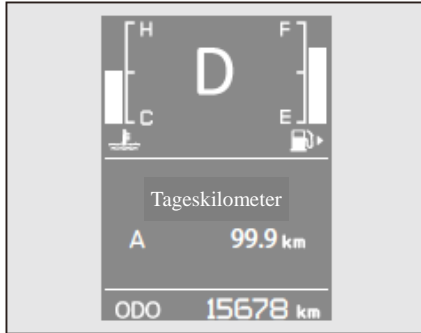 H F
D
C E
Tageskilometer
A 99.9 km
ODO 15678 km